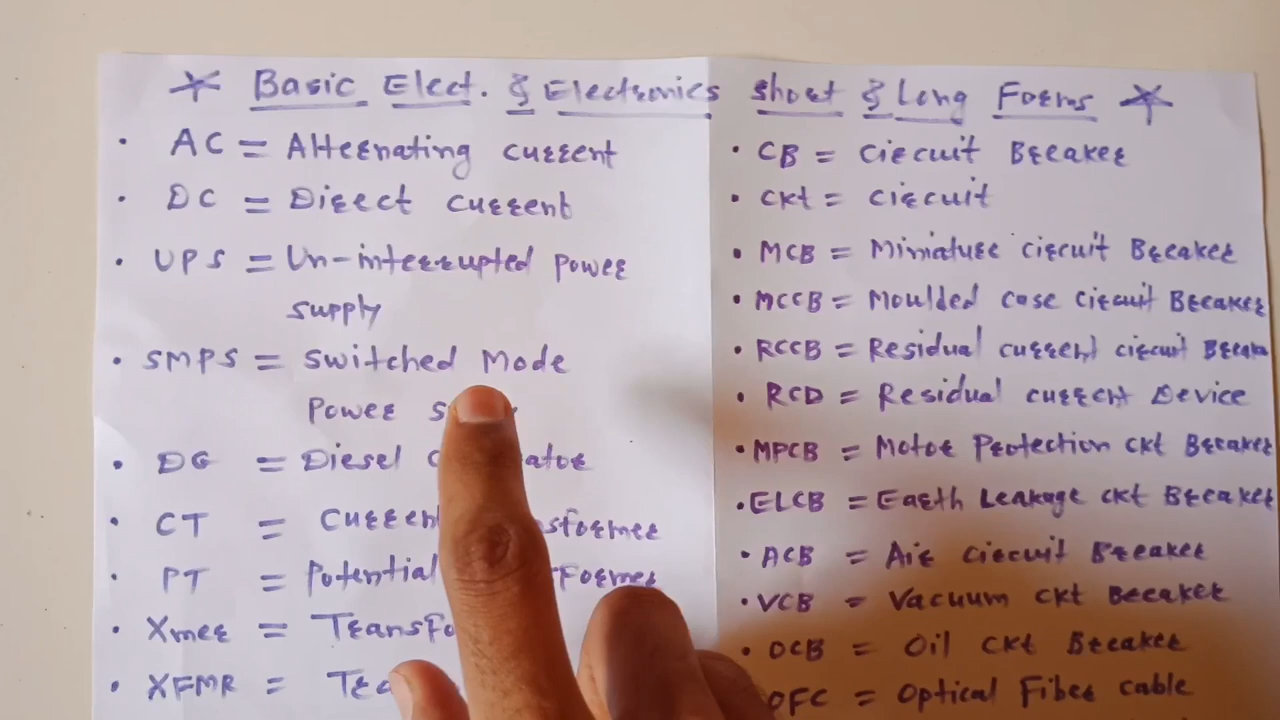 Basic Elect. & Electronics short & Long Forms
• AC = Alternating current
• DC = Direct current
• UPS = Un-interrupted power
supply
• SMPS = Switched Mode
Power
• DG = Diesel
• CT = Current
• PT = Potential
• Xmer =
• XFMR =
• CB = Circuit Breaker
• CKt = Circuit
• MCB = Miniature circuit Breaker
• MCCB = Moulded case circuit Breaker
• RCCB = Residual current circuit
• RCD = Residual current Device
• MPCB = Motor Protection ckt Breaker
• ELCB = Earth Leakage ckt Breaker
• ACB = Air circuit Breaker
• VCB = Vacuum ckt Breaker
• OCB = Oil ckt Breaker
OFC = Optical Fiber cable